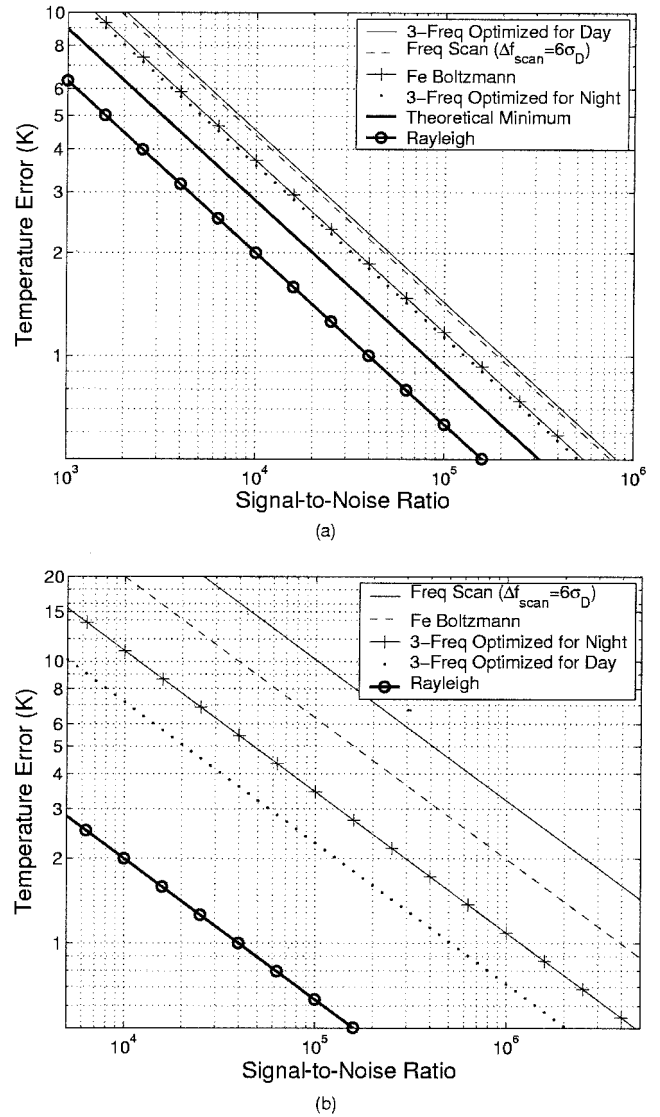 10
9
8
7
6
5
4
3
2
1
Temperature Error (K)
3−Freq Optimized for Day
Freq Scan (Δf_scan=6σ_D)
Fe Boltzmann
3−Freq Optimized for Night
Theoretical Minimum
Rayleigh
10^3
10^4
10^5
10^6
Signal-to-Noise Ratio
(a)
20
15
10
8
6
5
4
3
2
1
Temperature Error (K)
Freq Scan (Δf_scan=6σ_D)
Fe Boltzmann
3−Freq Optimized for Night
3−Freq Optimized for Day
Rayleigh
10^4
10^5
10^6
Signal-to-Noise Ratio
(b)